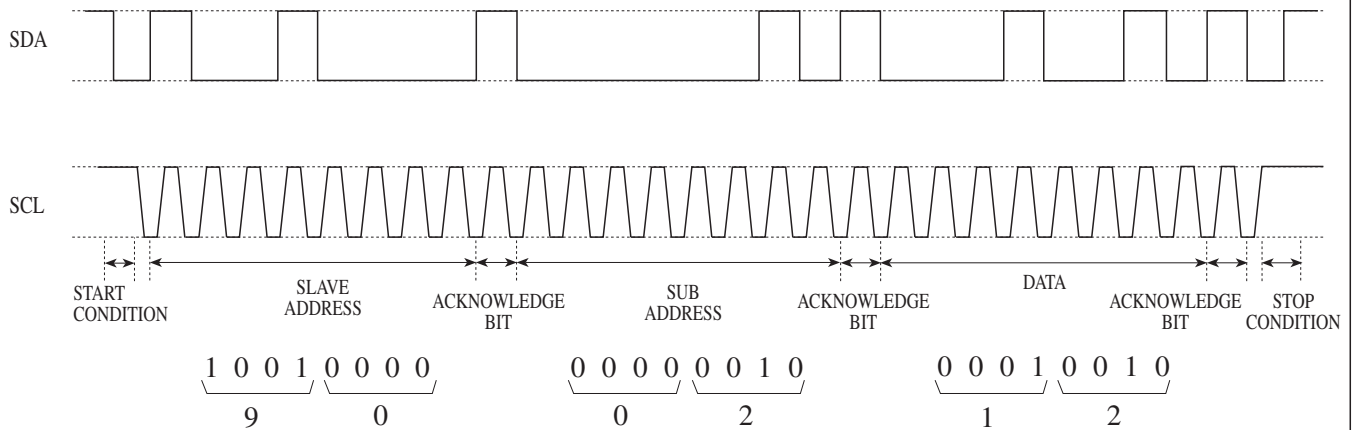 SDA
SCL
START
CONDITION
SLAVE
ADDRESS
ACKNOWLEDGE
BIT
SUB
ADDRESS
ACKNOWLEDGE
BIT
DATA
ACKNOWLEDGE
BIT
STOP
CONDITION
1 0 0 1 0 0 0 0
9 0
0 0 0 0 0 0 1 0
0 2
0 0 0 1 0 0 1 0
1 2